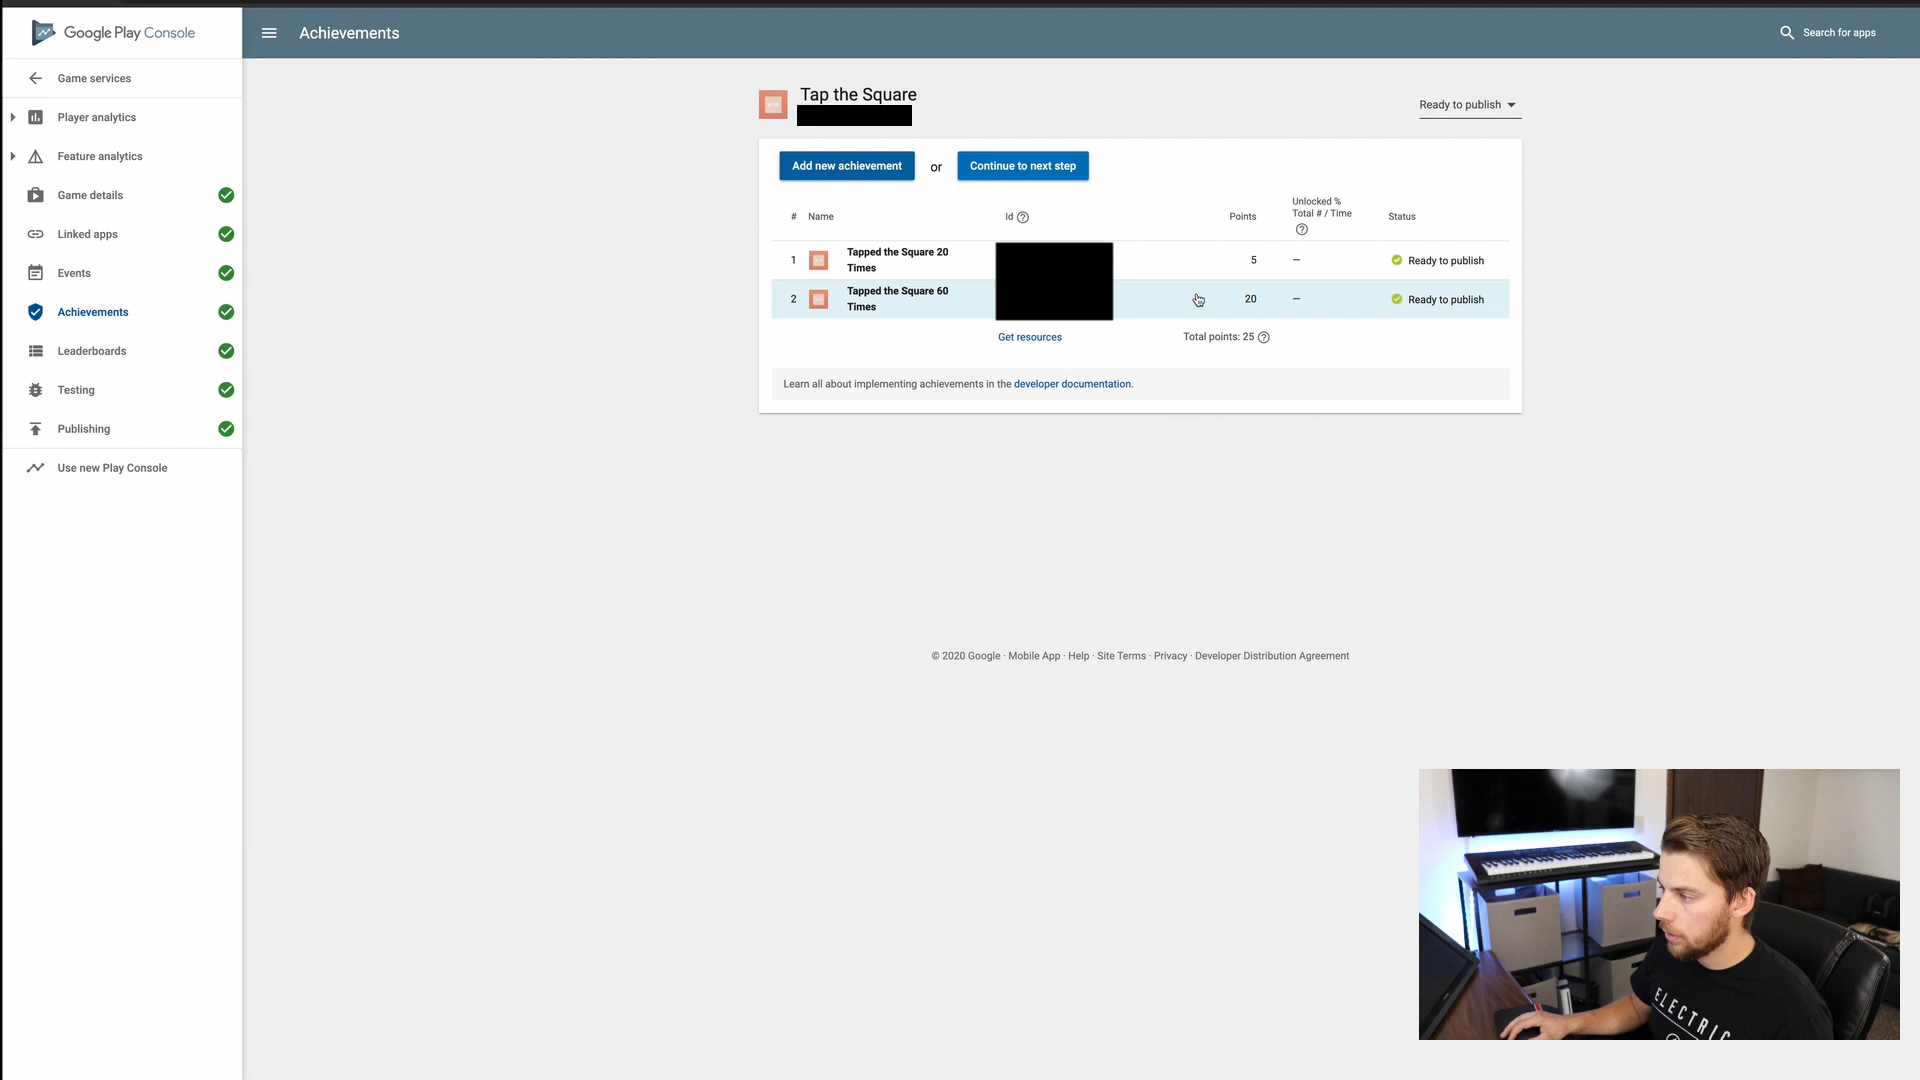 Google Play Console
Achievements
Search for apps
Game services
Player analytics
Feature analytics
Game details
Linked apps
Events
Achievements
Leaderboards
Testing
Publishing
Use new Play Console
Tap the Square
Ready to publish
Add new achievement or Continue to next step
# Name Id Points Unlocked %
Total # / Time
Status
1 Tapped the Square 20
Times
5 – Ready to publish
2 Tapped the Square 60
Times
20 – Ready to publish
Get resources Total points: 25
Learn all about implementing achievements in the developer documentation.
© 2020 Google · Mobile App · Help · Site Terms · Privacy · Developer Distribution Agreement
ELECTRIC